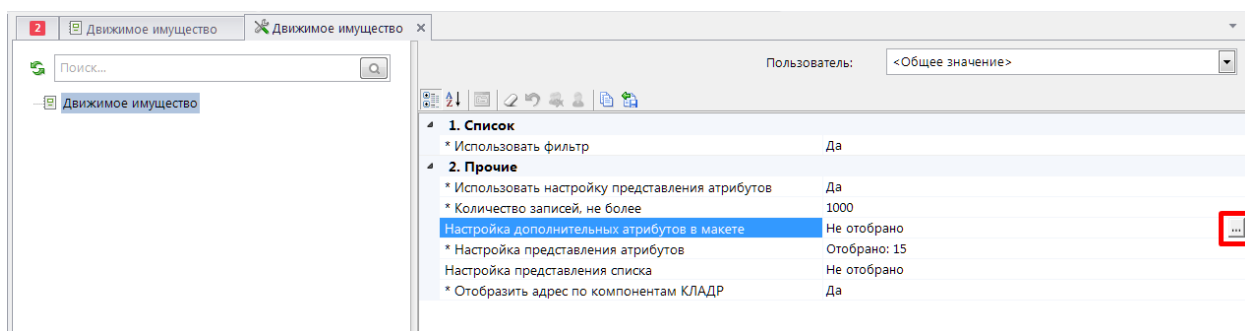 2 Движимое имущество Движимое имущество ×
Поиск... Пользователь: <Общее значение>
Движимое имущество
1. Список
* Использовать фильтр Да
2. Прочие
* Использовать настройку представления атрибутов Да
* Количество записей, не более 1000
Настройка дополнительных атрибутов в макете Не отобрано ...
* Настройка представления атрибутов Отобрано: 15
Настройка представления списка Не отобрано
* Отобразить адрес по компонентам КЛАДР Да